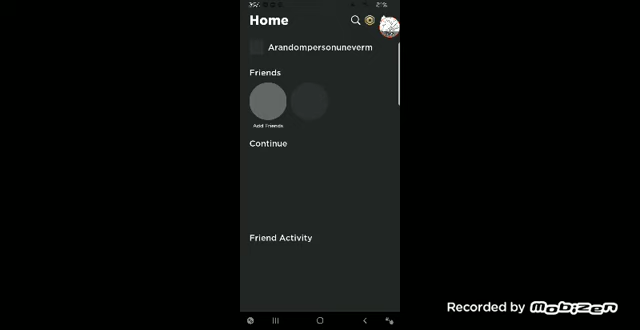 Home
Arandompersonuneverm
Friends
Add Friends
Continue
Friend Activity
Recorded by Mobizen